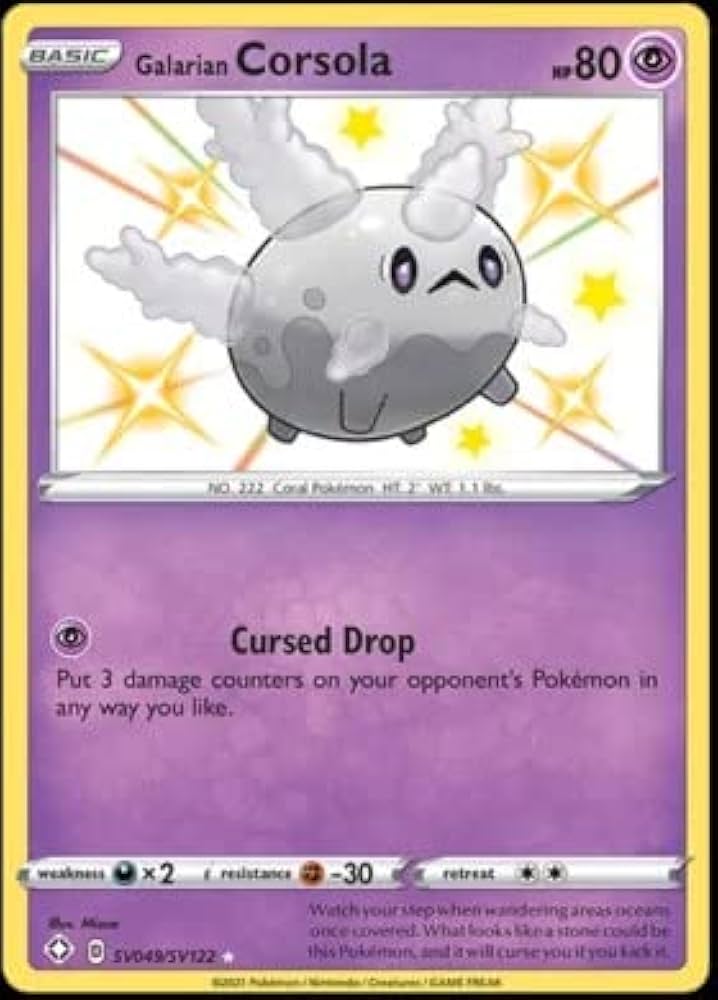 BASIC Galarian Corsola HP 80
NO. 222 Coral Pokémon HT: 2' WT: 1.1 lbs.
Cursed Drop
Put 3 damage counters on your opponent's Pokémon in
any way you like.
weakness ×2 resistance -30 retreat
Illus. Misae
Watch your step when wandering areas oceans
once covered. What looks like a stone could be
this Pokémon, and it will curse you if you kick it.
D SV049/SV122
©2021 Pokémon / Nintendo / Creatures / GAME FREAK